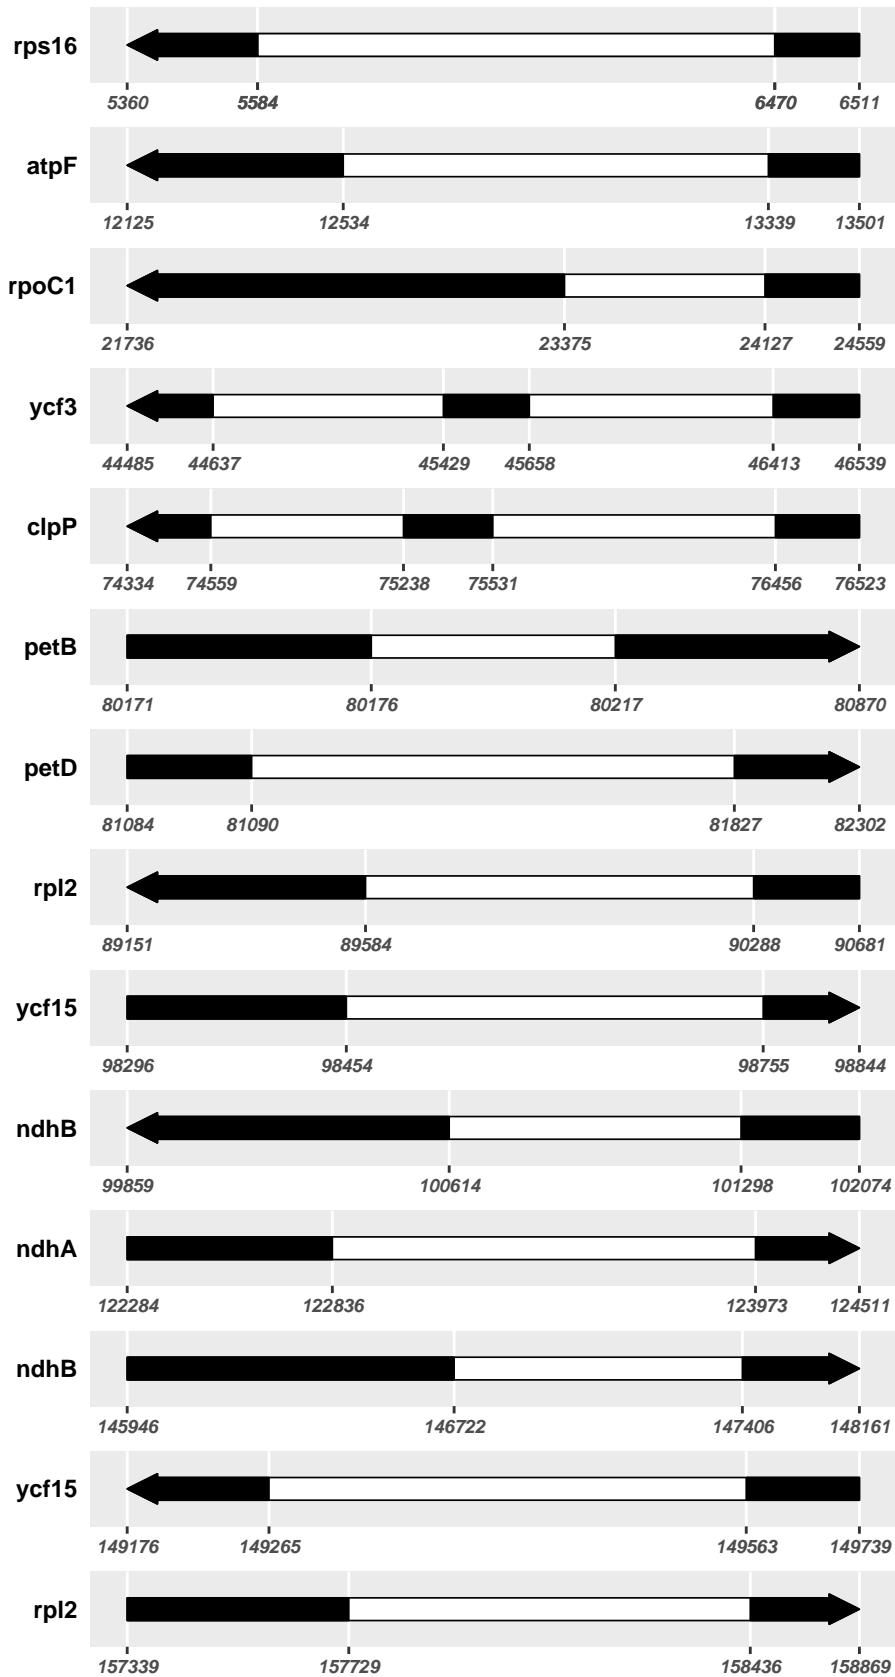 rps16
5360 5584 6470 6511
atpF
12125 12534 13339 13501
rpoC1
21736 23375 24127 24559
ycf3
44485 44637 45429 45658 46413 46539
clpP
74334 74559 75238 75531 76456 76523
petB
80171 80176 80217 80870
petD
81084 81090 81827 82302
rpl2
89151 89584 90288 90681
ycf15
98296 98454 98755 98844
ndhB
99859 100614 101298 102074
ndhA
122284 122836 123973 124511
ndhB
145946 146722 147406 148161
ycf15
149176 149265 149563 149739
rpl2
157339 157729 158436 158869